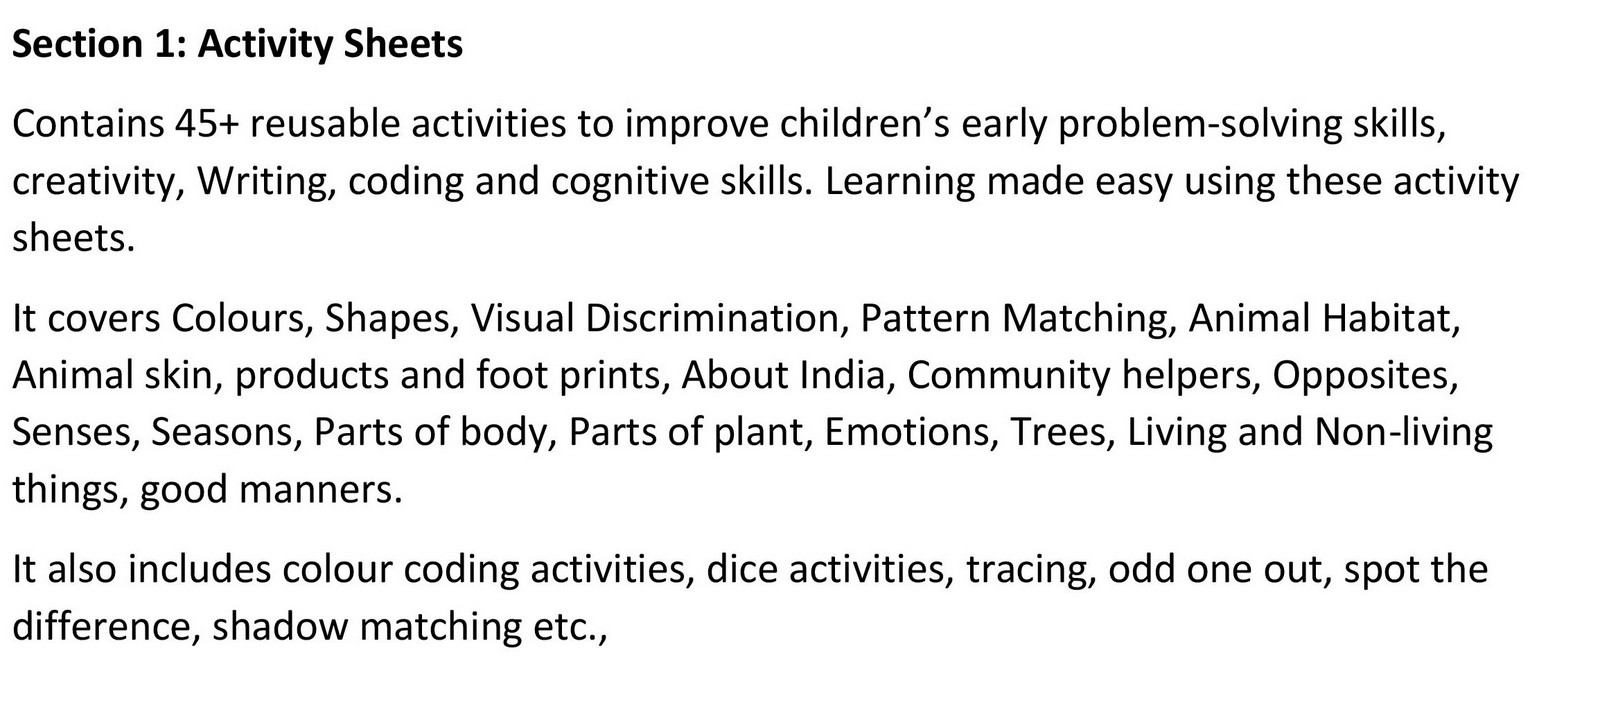 Section 1: Activity Sheets
Contains 45+ reusable activities to improve children’s early problem-solving skills,
creativity, Writing, coding and cognitive skills. Learning made easy using these activity
sheets.
It covers Colours, Shapes, Visual Discrimination, Pattern Matching, Animal Habitat,
Animal skin, products and foot prints, About India, Community helpers, Opposites,
Senses, Seasons, Parts of body, Parts of plant, Emotions, Trees, Living and Non-living
things, good manners.
It also includes colour coding activities, dice activities, tracing, odd one out, spot the
difference, shadow matching etc.,